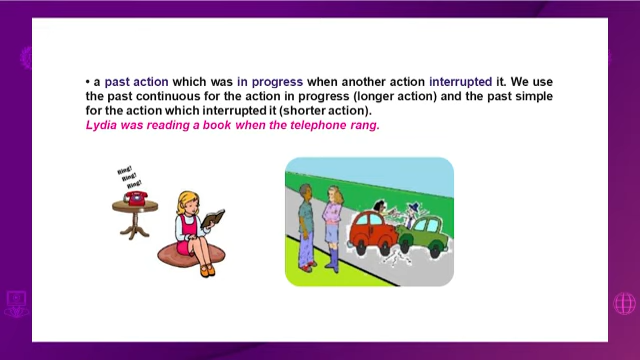 • a past action which was in progress when another action interrupted it. We use
the past continuous for the action in progress (longer action) and the past simple
for the action which interrupted it (shorter action).
Lydia was reading a book when the telephone rang.
Ring!
Ring!
Ring!